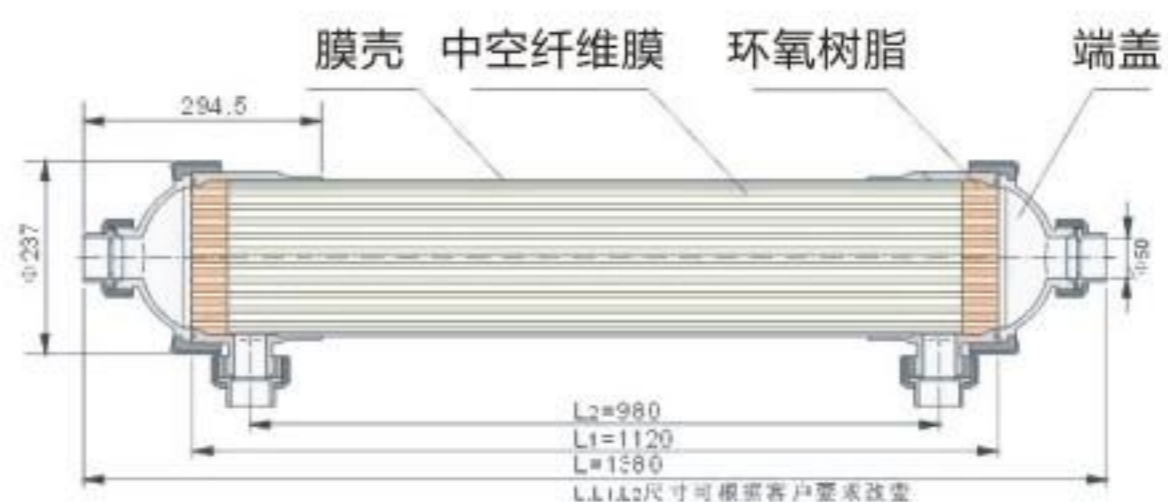 膜壳 中空纤维膜 环氧树脂 端盖
294.5
Φ237
Φ50
L2=980
L1=1120
L=1380
L,L1,L2尺寸可根据客户要求改变